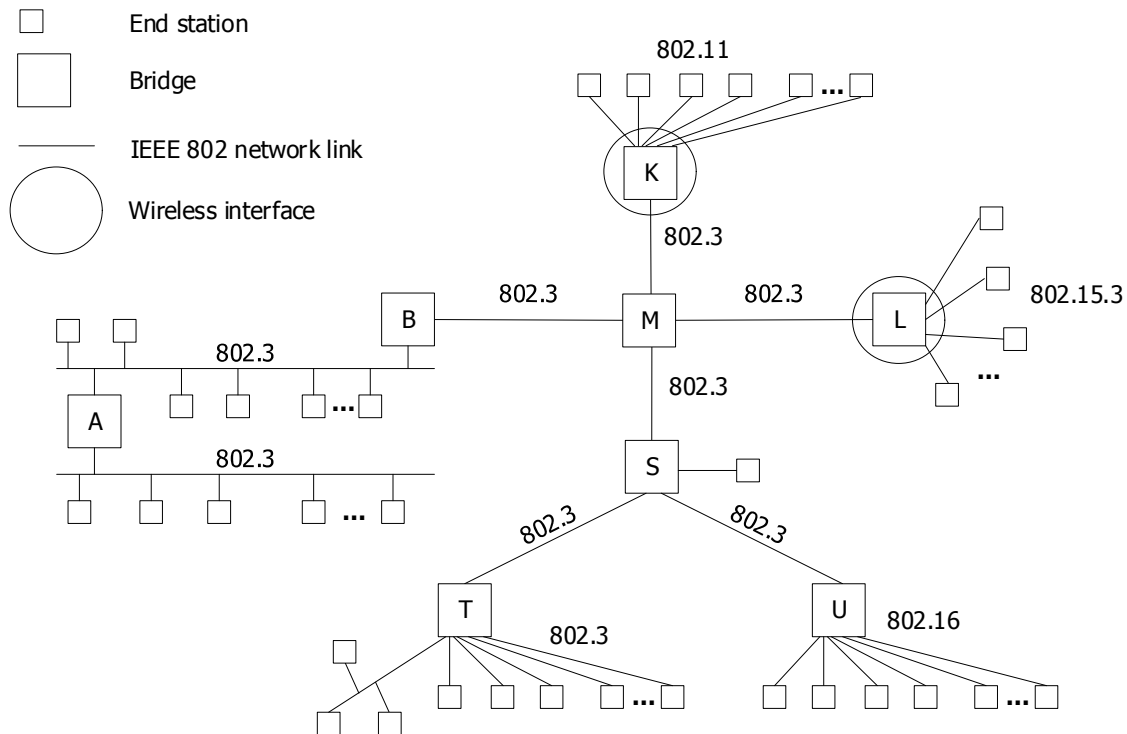 End station
Bridge
IEEE 802 network link
Wireless interface
802.11
...
K
802.3
B
802.3
M
802.3
L
802.15.3
...
802.3
...
A
802.3
...
802.3
S
802.3
802.3
T
802.3
...
U
802.16
...